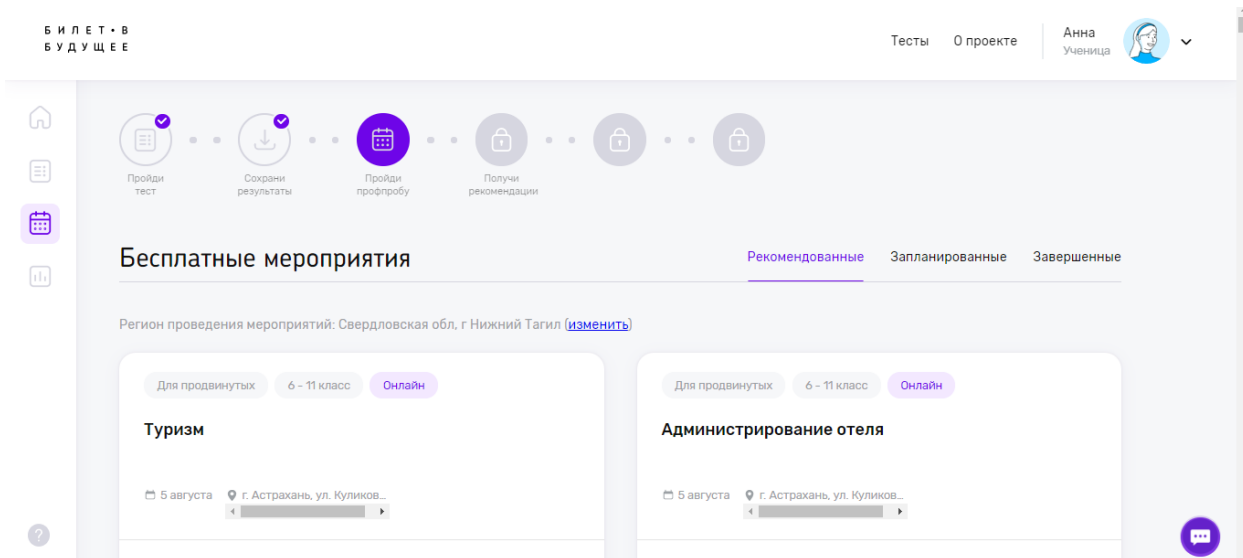 БИЛЕТ•В
БУДУЩЕЕ
Тесты О проекте
Анна
Ученица
Пройди
тест
Сохрани
результаты
Пройди
профпробу
Получи
рекомендации
Бесплатные мероприятия
Рекомендованные Запланированные Завершенные
Регион проведения мероприятий: Свердловская обл, г Нижний Тагил (изменить)
Для продвинутых 6 - 11 класс Онлайн
Туризм
5 августа г. Астрахань, ул. Куликов...
Для продвинутых 6 - 11 класс Онлайн
Администрирование отеля
5 августа г. Астрахань, ул. Куликов...
?